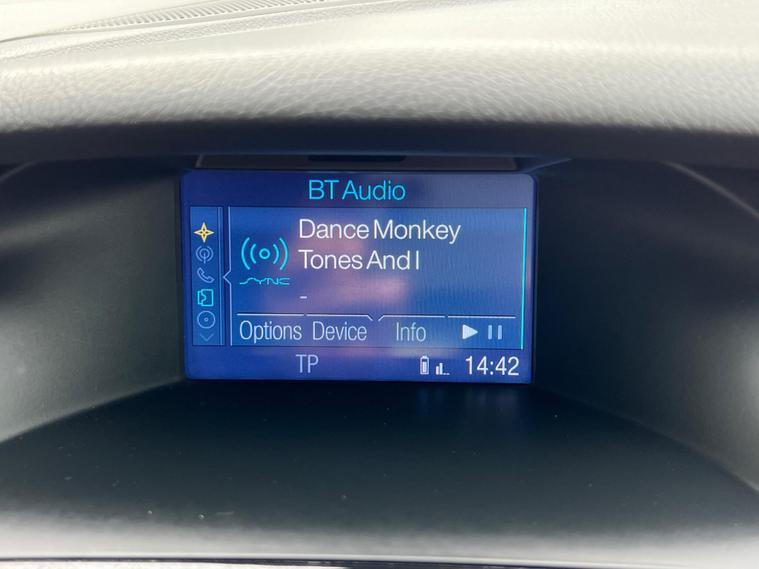 BT Audio
Dance Monkey
Tones And I
SYNC
-
Options Device Info
TP 14:42